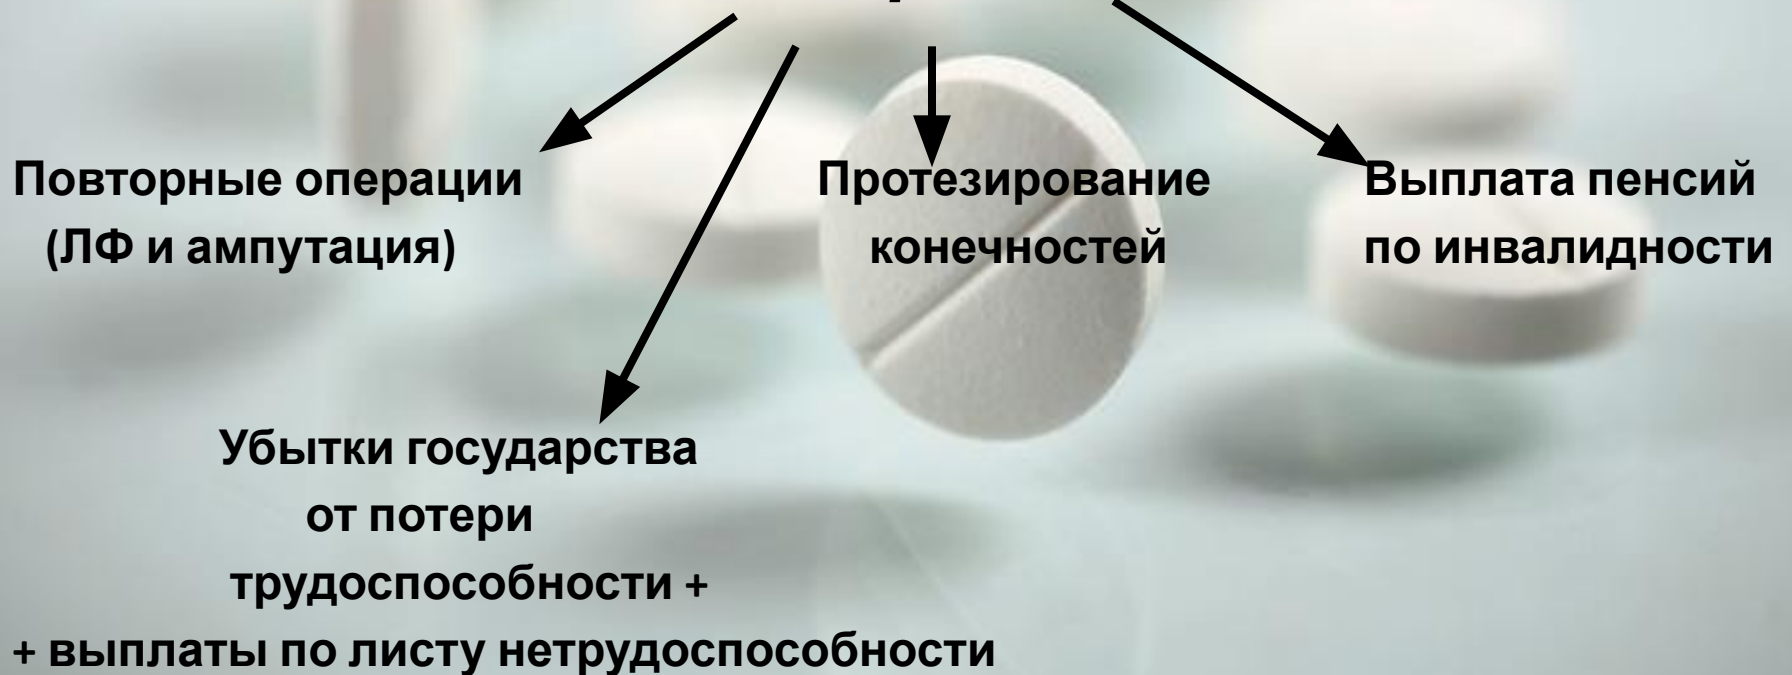 Повторные операции
(ЛФ и ампутация)
Протезирование
конечностей
Выплата пенсий
по инвалидности
Убытки государства
от потери
трудоспособности +
+ выплаты по листу нетрудоспособности